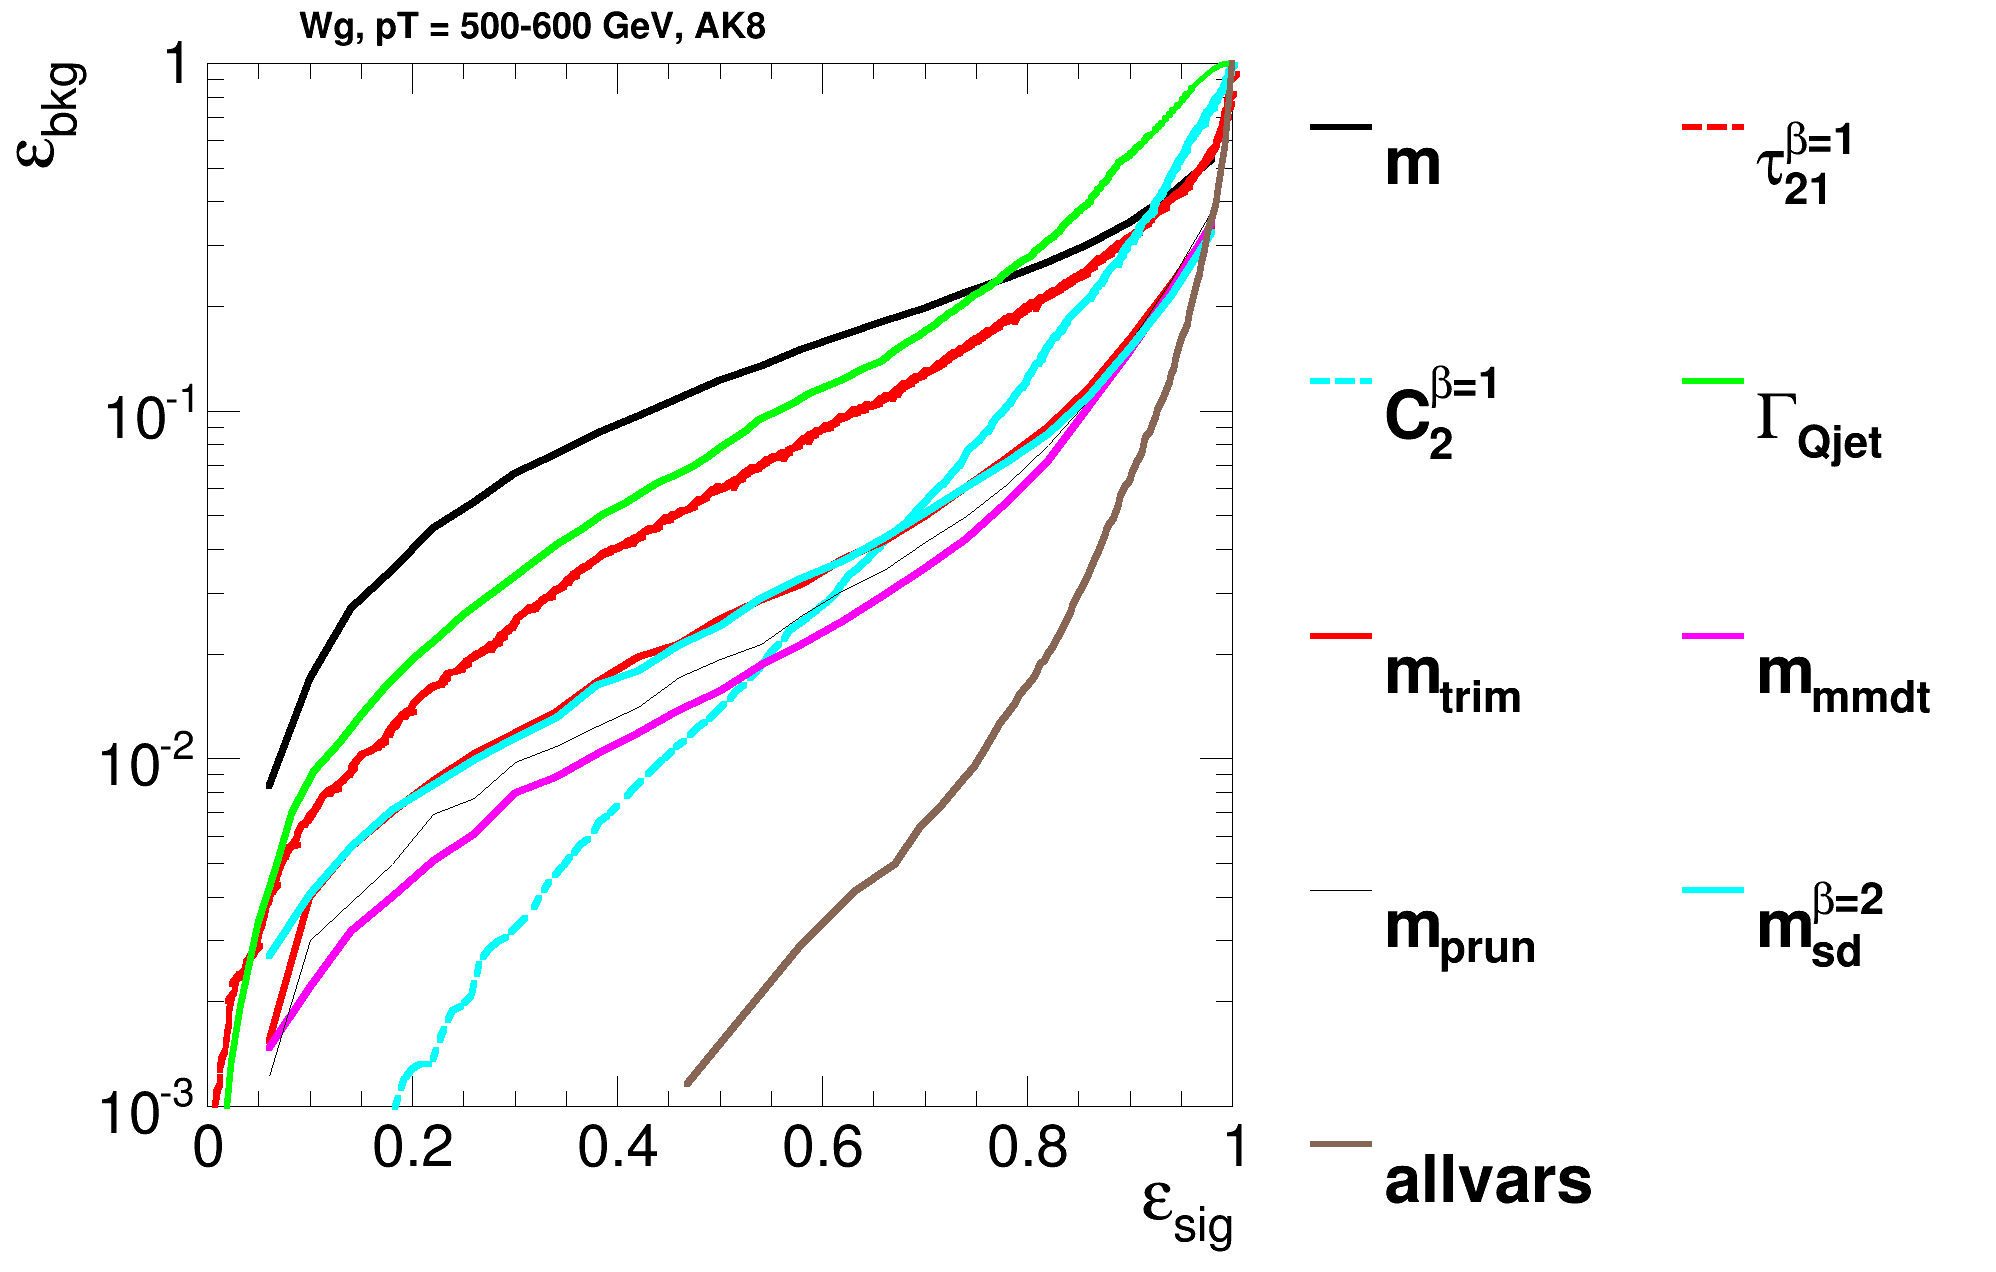 Wg, pT = 500-600 GeV, AK8
ε_bkg
1
10^-1
10^-2
10^-3
0 0.2 0.4 0.6 0.8 1
ε_sig
m
τ_21^β=1
C_2^β=1
Γ_Qjet
m_trim
m_mmdt
m_prun
m_sd^β=2
allvars